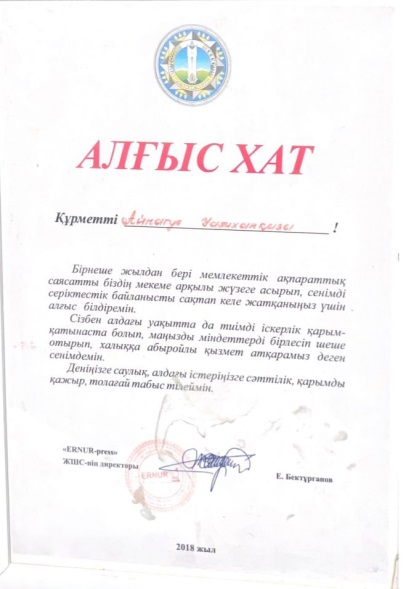 АЛҒЫС ХАТ
Құрметті Айнагүл !
Бірнеше жылдан бері мемлекеттік ақпараттық
саясатты біздің мекеме арқылы жүзеге асырып, сенімді
серіктестік байланысты сақтап келе жатқаныңыз үшін
алғыс білдіремін.
Сізбен алдағы уақытта да тиімді іскерлік қарым-
қатынаста болып, маңызды міндеттерді бірлесіп шеше
отырып, халыққа абыройлы қызмет атқарамыз деген
сенімдемін.
Деніңізге саулық, алдағы істеріңізге сәттілік, қарымды
қажыр, толағай табыс тілеймін.
«ERNUR-press»
ЖШС-нің директоры
ERNUR
Е. Бектұрғанов
2018 жыл